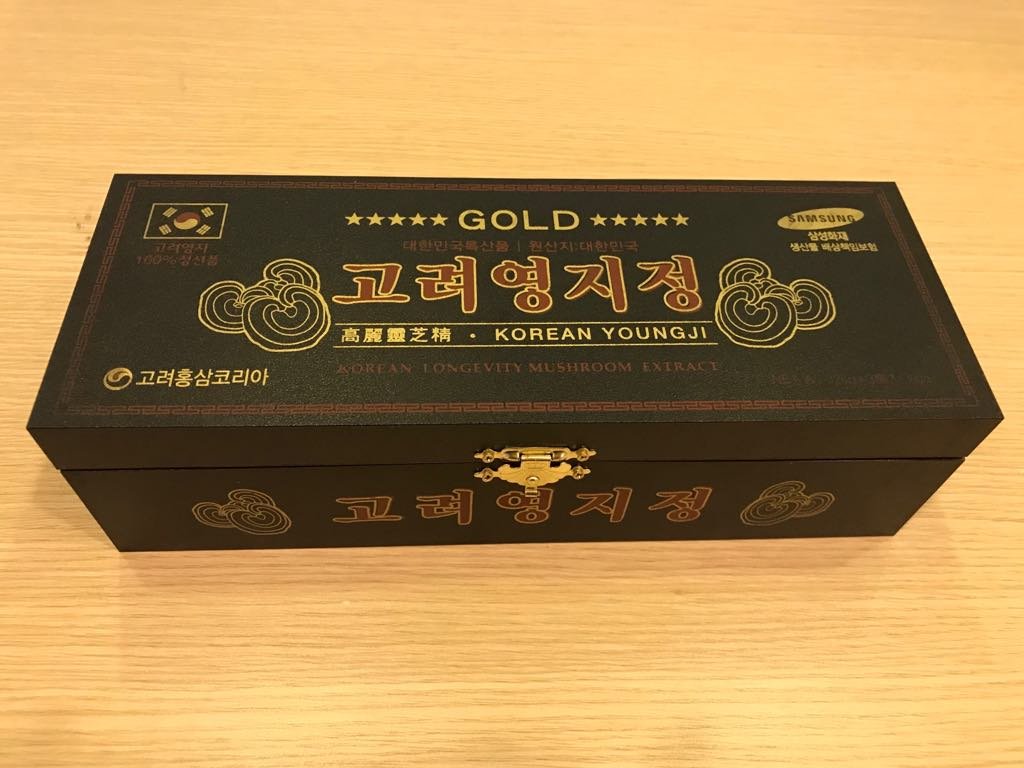 ★★★★★ GOLD ★★★★★
대한민국특산품 | 원산지:대한민국
고려영지
100%정선품
SAMSUNG
삼성화재
생산물 배상책임보험
고려영지정
高麗靈芝精 · KOREAN YOUNGJI
KOREAN LONGEVITY MUSHROOM EXTRACT
고려홍삼코리아
고려영지정